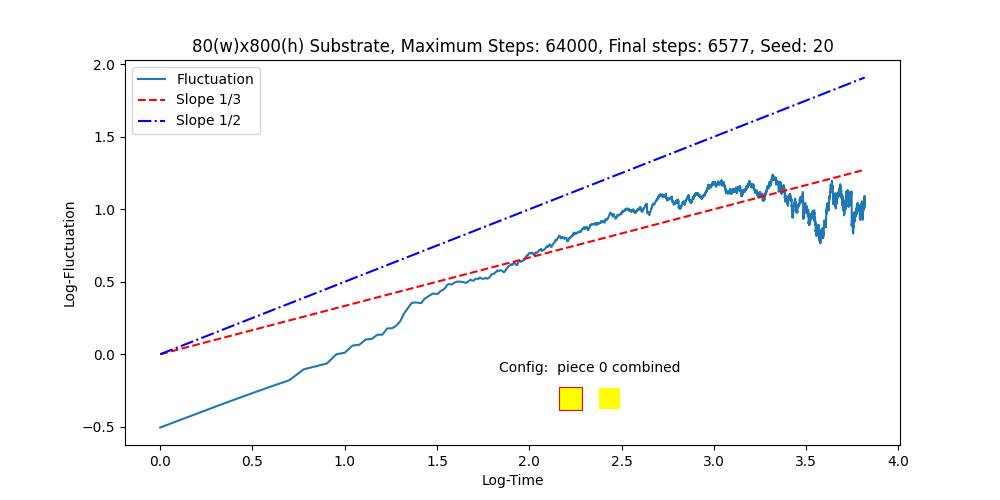 80(w)x800(h) Substrate, Maximum Steps: 64000, Final steps: 6577, Seed: 20
2.0
1.5
1.0
0.5
0.0
−0.5
Log-Fluctuation
Fluctuation
Slope 1/3
Slope 1/2
Config:  piece 0 combined
0.0 0.5 1.0 1.5 2.0 2.5 3.0 3.5 4.0
Log-Time